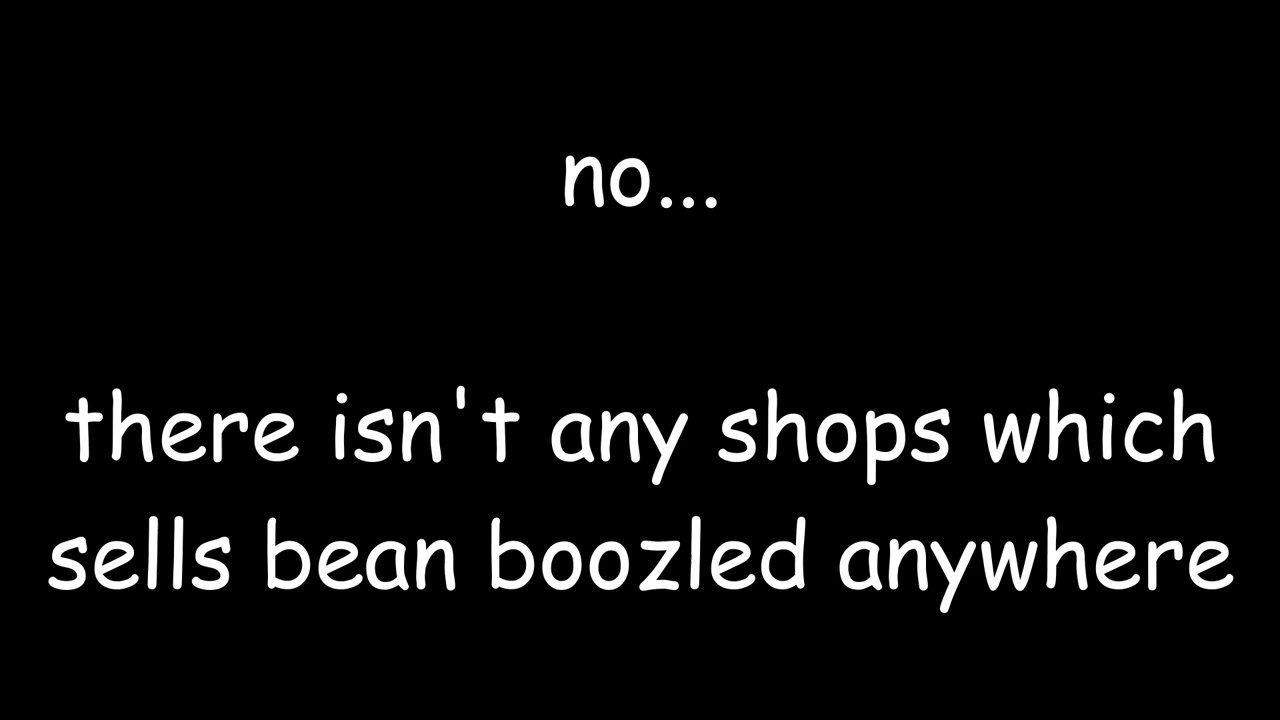 no...
there isn't any shops which
sells bean boozled anywhere